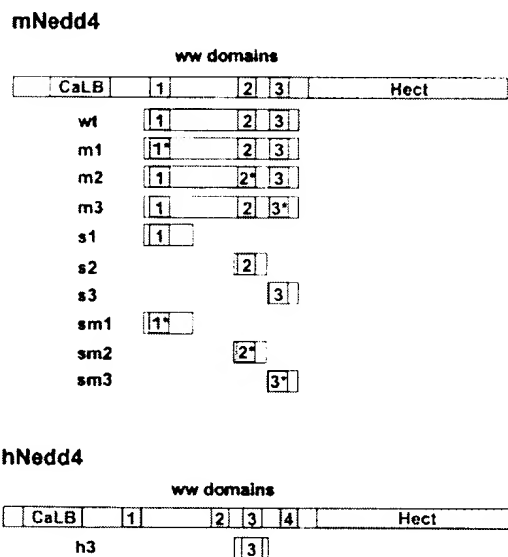 mNedd4
ww domains
CaLB 1 2 3 Hect
wt 1 2 3
m1 1* 2 3
m2 1 2* 3
m3 1 2 3*
s1 1
s2 2
s3 3
sm1 1*
sm2 2*
sm3 3*
hNedd4
ww domains
CaLB 1 2 3 4 Hect
h3 3